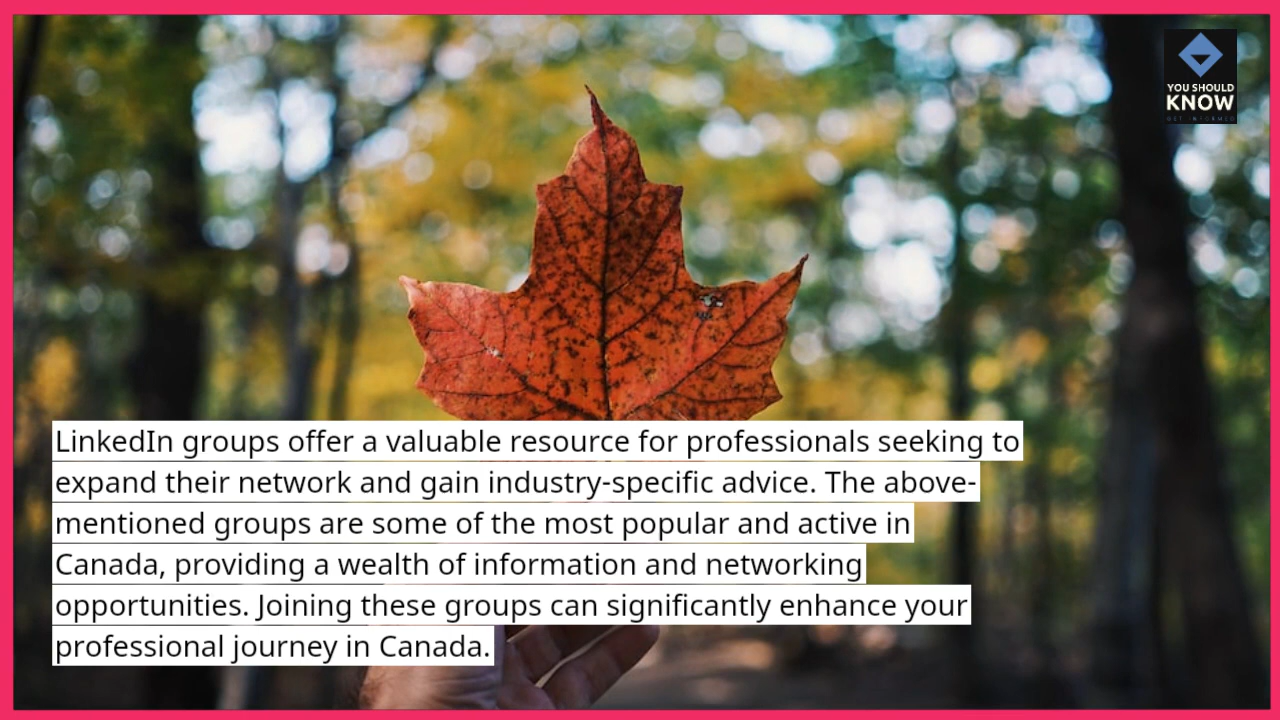 YOU SHOULD
KNOW
GET INFORMED
LinkedIn groups offer a valuable resource for professionals seeking to
expand their network and gain industry-specific advice. The above-
mentioned groups are some of the most popular and active in
Canada, providing a wealth of information and networking
opportunities. Joining these groups can significantly enhance your
professional journey in Canada.